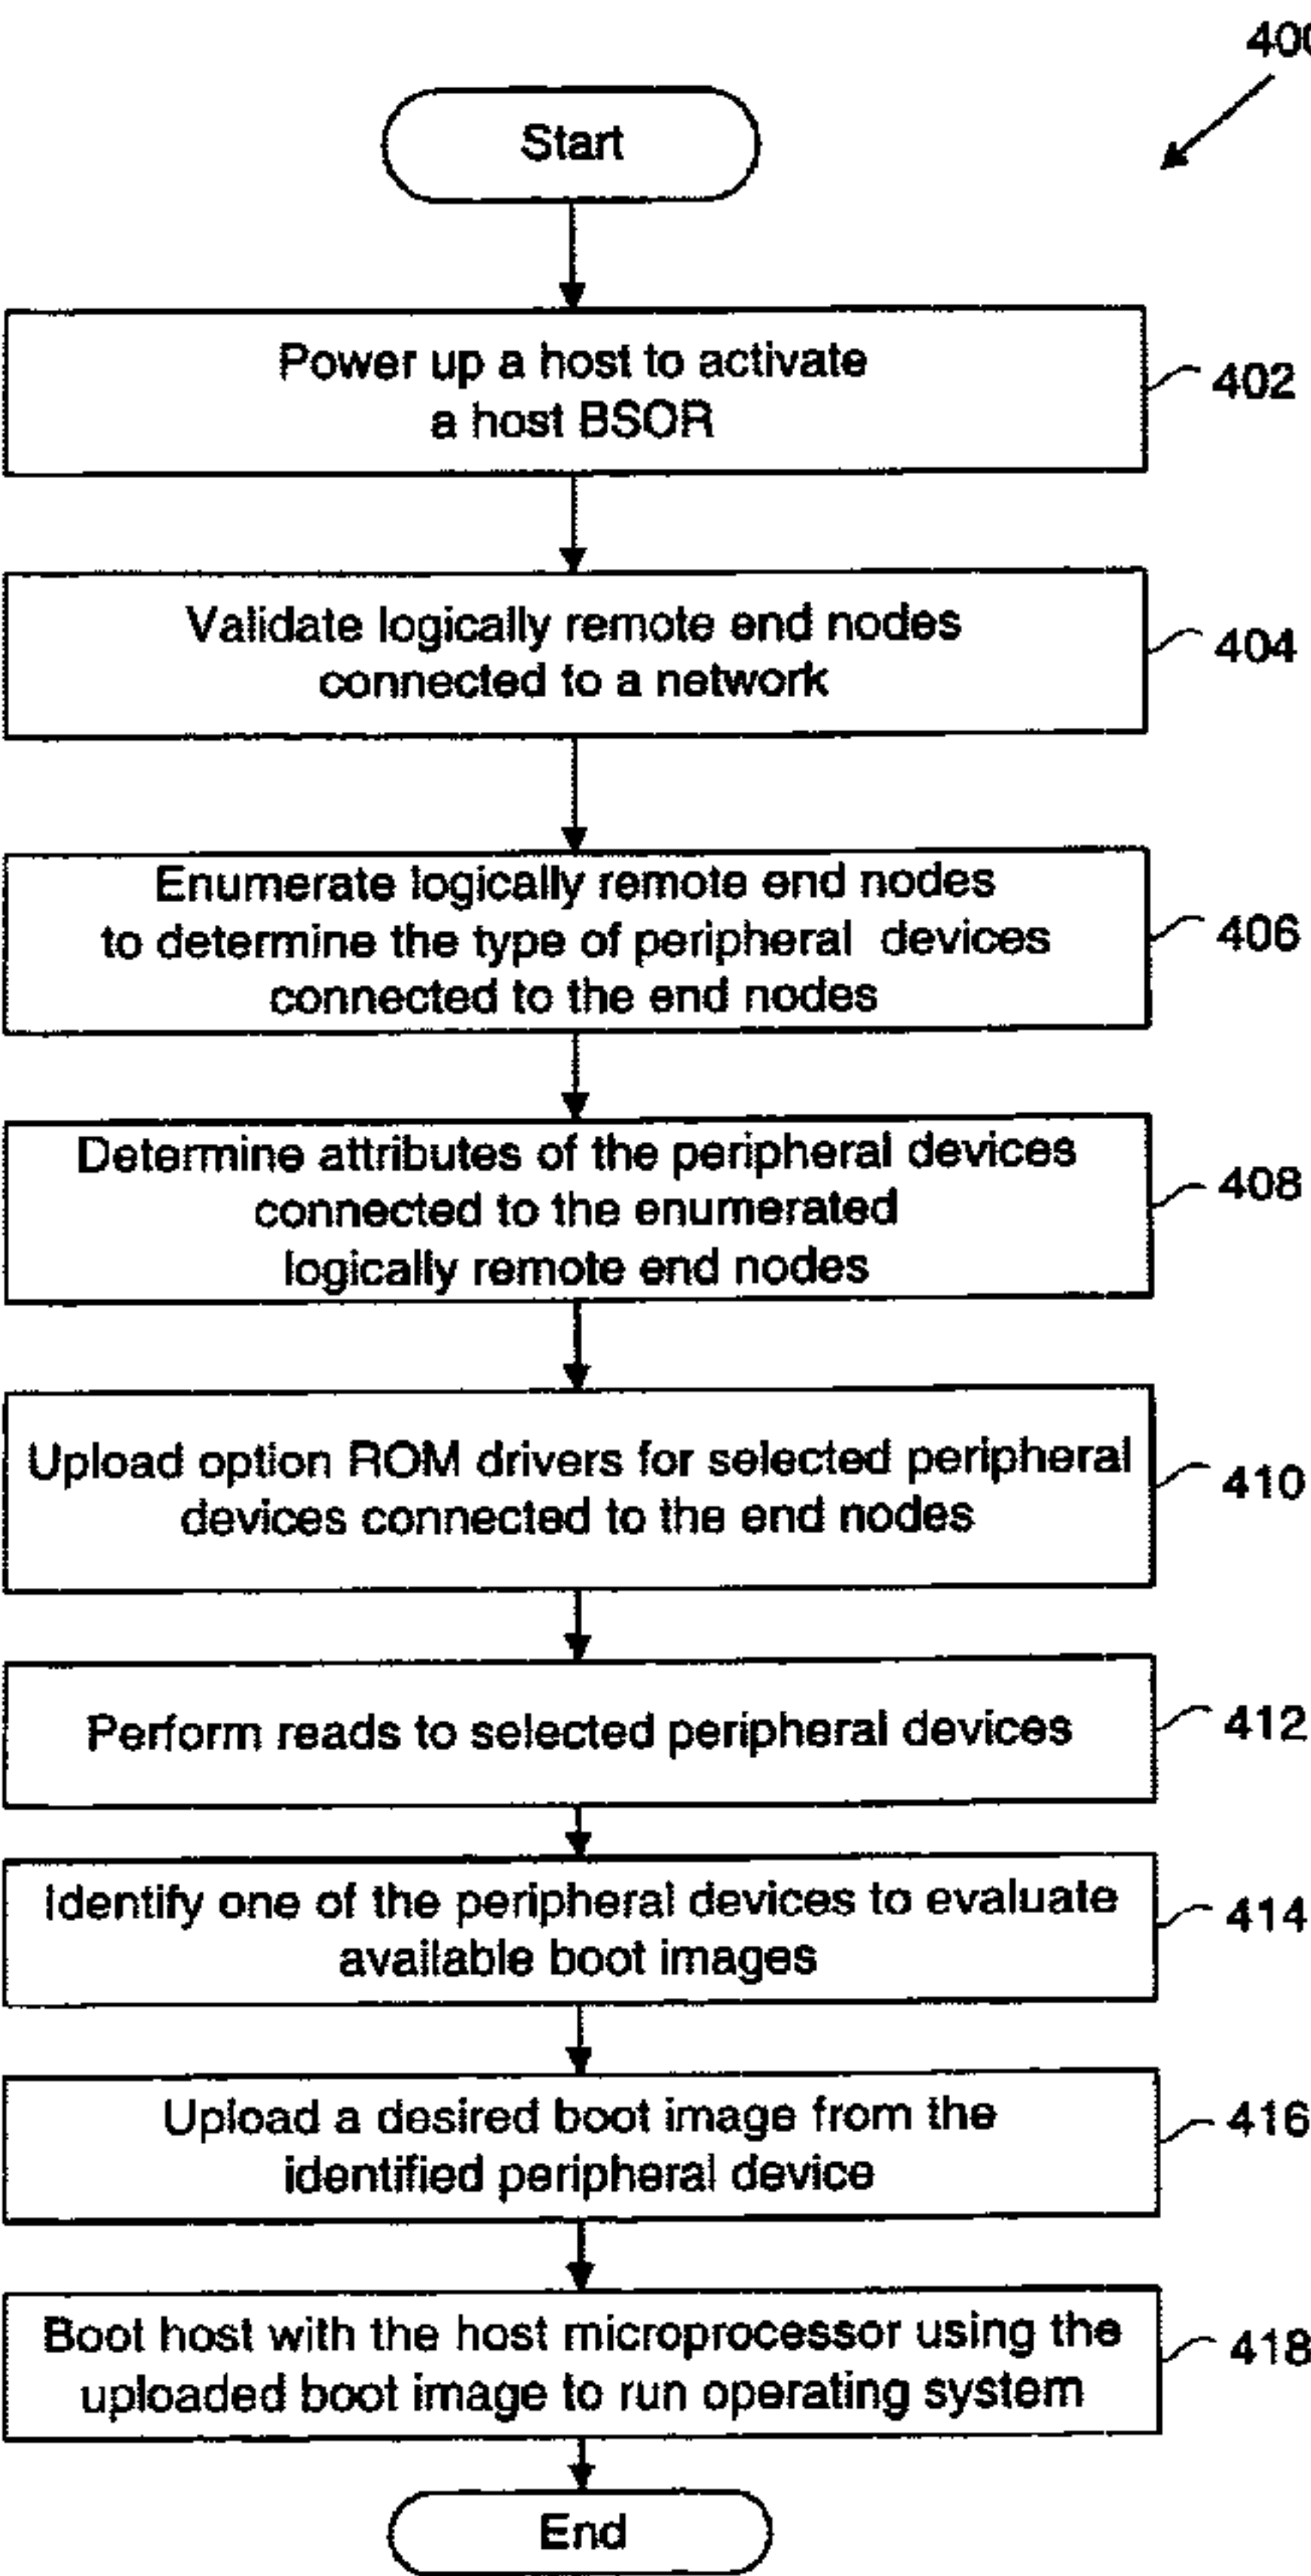 400
Start
Power up a host to activate
a host BSOR
402
Validate logically remote end nodes
connected to a network
404
Enumerate logically remote end nodes
to determine the type of peripheral devices
connected to the end nodes
406
Determine attributes of the peripheral devices
connected to the enumerated
logically remote end nodes
408
Upload option ROM drivers for selected peripheral
devices connected to the end nodes
410
Perform reads to selected peripheral devices
412
Identify one of the peripheral devices to evaluate
available boot images
414
Upload a desired boot image from the
identified peripheral device
416
Boot host with the host microprocessor using the
uploaded boot image to run operating system
418
End